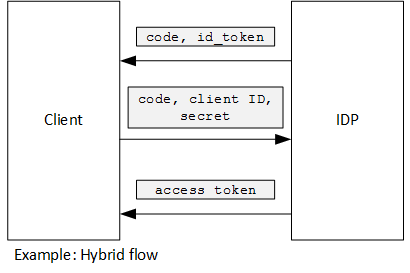 code, id_token
code, client ID,
secret
Client
IDP
access token
Example: Hybrid flow